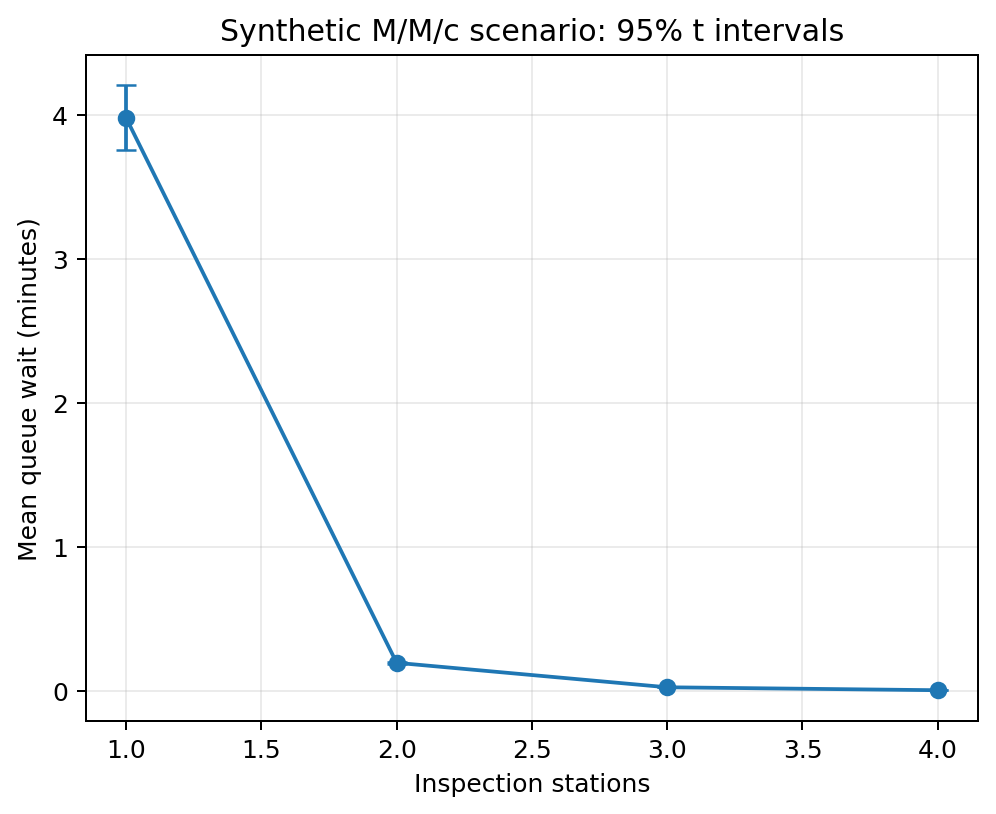 Synthetic M/M/c scenario: 95% t intervals
Mean queue wait (minutes)
4
3
2
1
0
1.0 1.5 2.0 2.5 3.0 3.5 4.0
Inspection stations